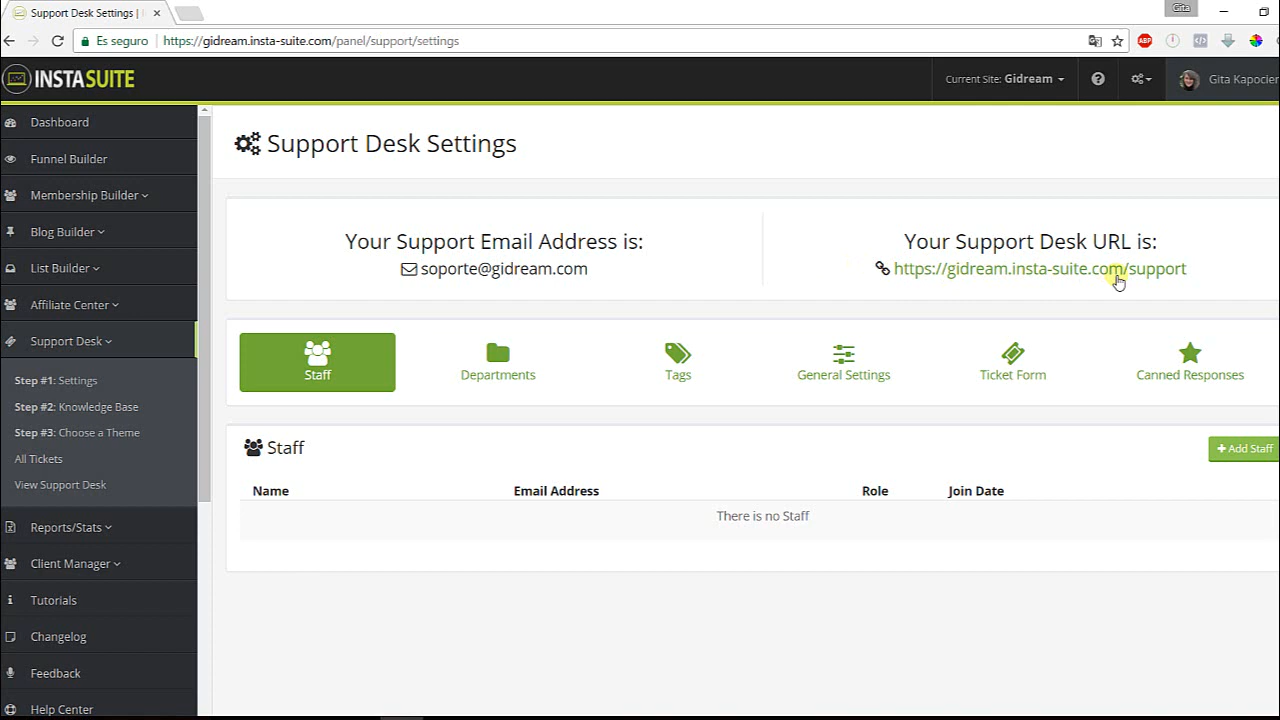 Support Desk Settings |
Gita
Es seguro
https://gidream.insta-suite.com/panel/support/settings
ABP
INSTASUITE
Current Site: Gidream
Gita Kapocier
Dashboard
Funnel Builder
Membership Builder
Blog Builder
List Builder
Affiliate Center
Support Desk
Step #1: Settings
Step #2: Knowledge Base
Step #3: Choose a Theme
All Tickets
View Support Desk
Reports/Stats
Client Manager
Tutorials
Changelog
Feedback
Help Center
Support Desk Settings
Your Support Email Address is:
soporte@gidream.com
Your Support Desk URL is:
https://gidream.insta-suite.com/support
Staff
Departments
Tags
General Settings
Ticket Form
Canned Responses
Staff
+ Add Staff
Name Email Address Role Join Date
There is no Staff